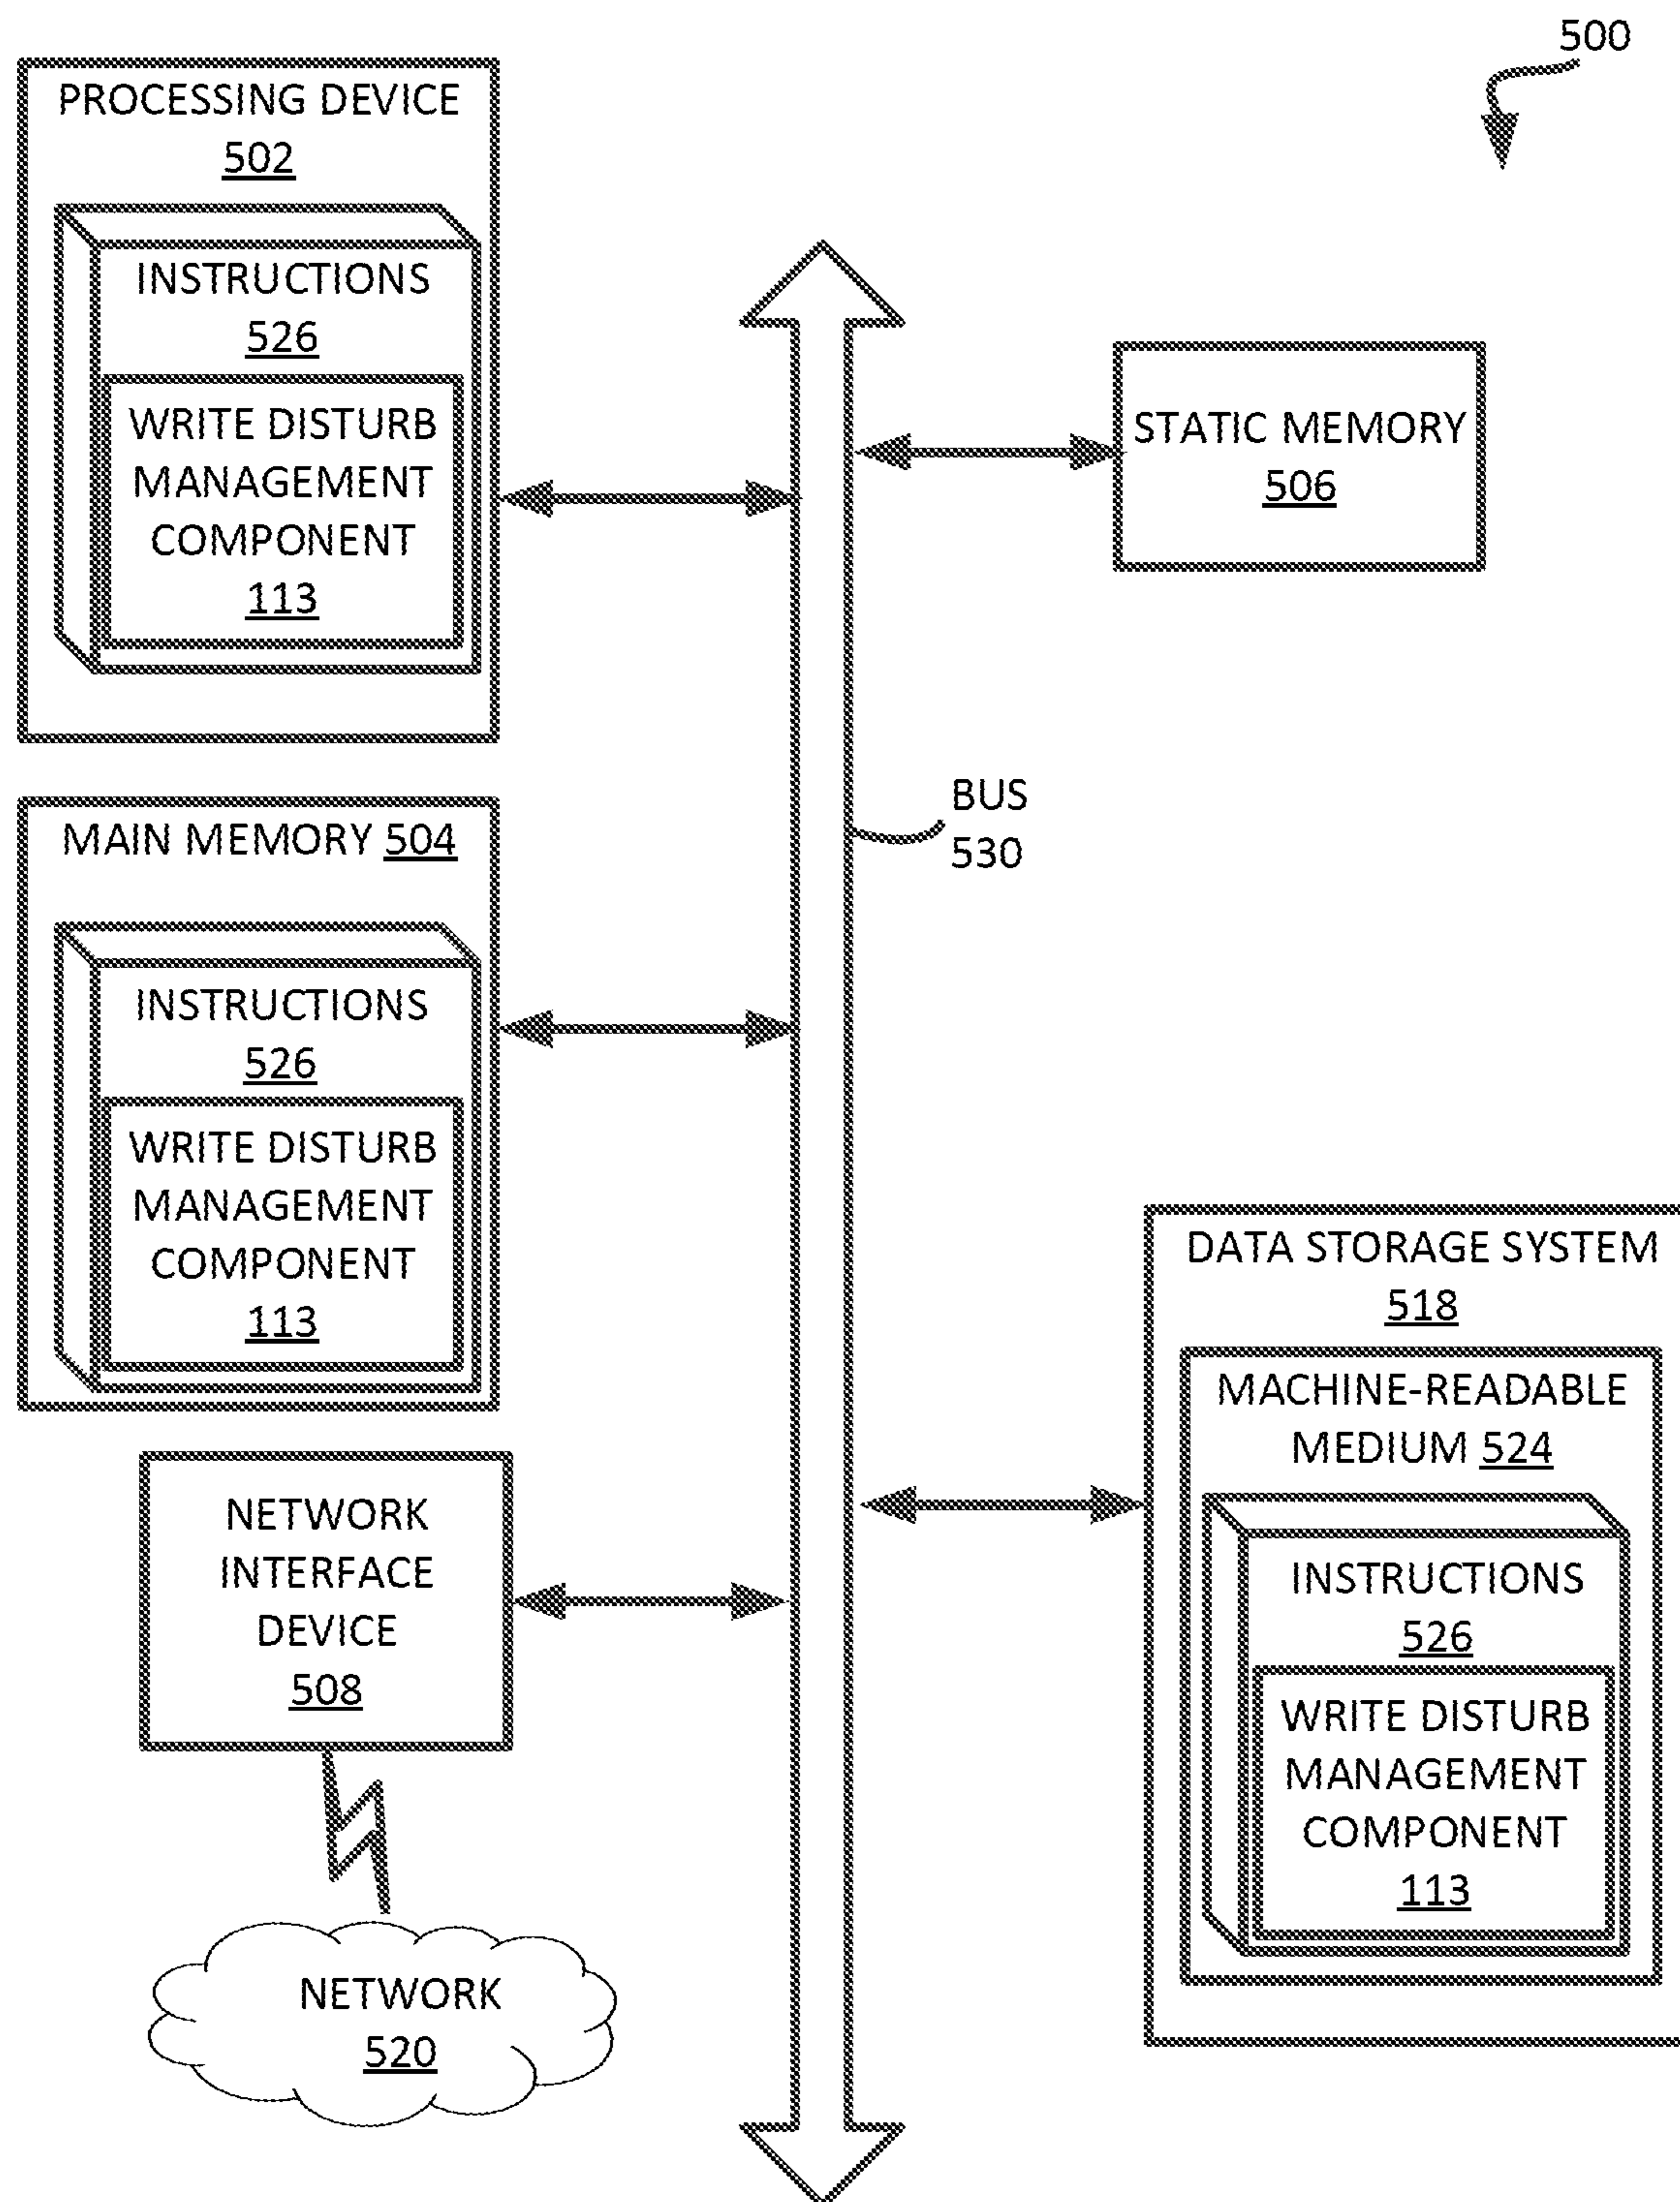 500
PROCESSING DEVICE
502
INSTRUCTIONS
526
WRITE DISTURB
MANAGEMENT
COMPONENT
113
STATIC MEMORY
506
BUS
530
MAIN MEMORY 504
INSTRUCTIONS
526
WRITE DISTURB
MANAGEMENT
COMPONENT
113
DATA STORAGE SYSTEM
518
MACHINE-READABLE
MEDIUM 524
INSTRUCTIONS
526
WRITE DISTURB
MANAGEMENT
COMPONENT
113
NETWORK
INTERFACE
DEVICE
508
NETWORK
520